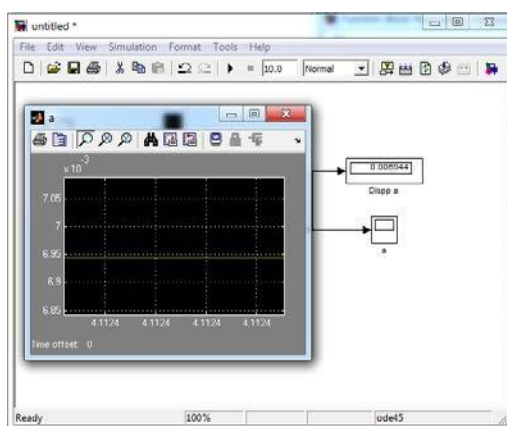 untitled *
File Edit View Simulation Format Tools Help
10.0 Normal
a
x 10
-3
7.05
7
6.95
6.9
6.85
4.1124 4.1124 4.1124 4.1124
Time offset: 0
0.006944
Dispp a
a
Ready 100% ode45